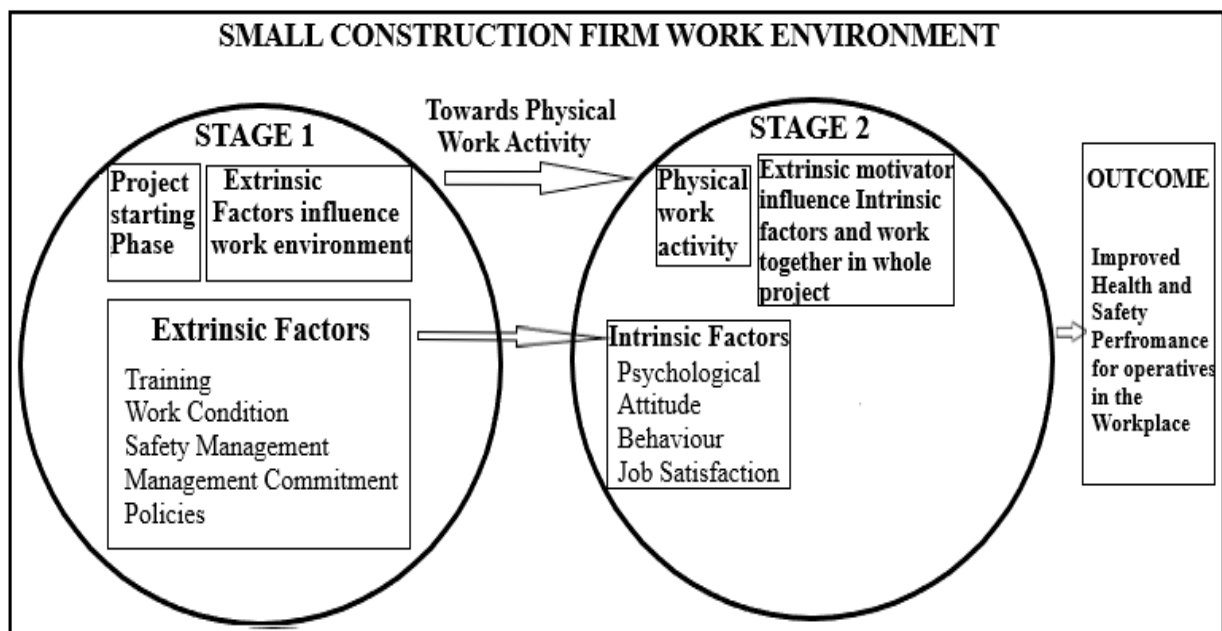 SMALL CONSTRUCTION FIRM WORK ENVIRONMENT
STAGE 1
Project
starting
Phase
Extrinsic
Factors influence
work environment
Extrinsic Factors
Training
Work Condition
Safety Management
Management Commitment
Policies
Towards Physical
Work Activity
STAGE 2
Physical
work
activity
Extrinsic motivator
influence Intrinsic
factors and work
together in whole
project
Intrinsic Factors
Psychological
Attitude
Behaviour
Job Satisfaction
OUTCOME
Improved
Health and
Safety
Perfromance
for operatives
in the
Workplace